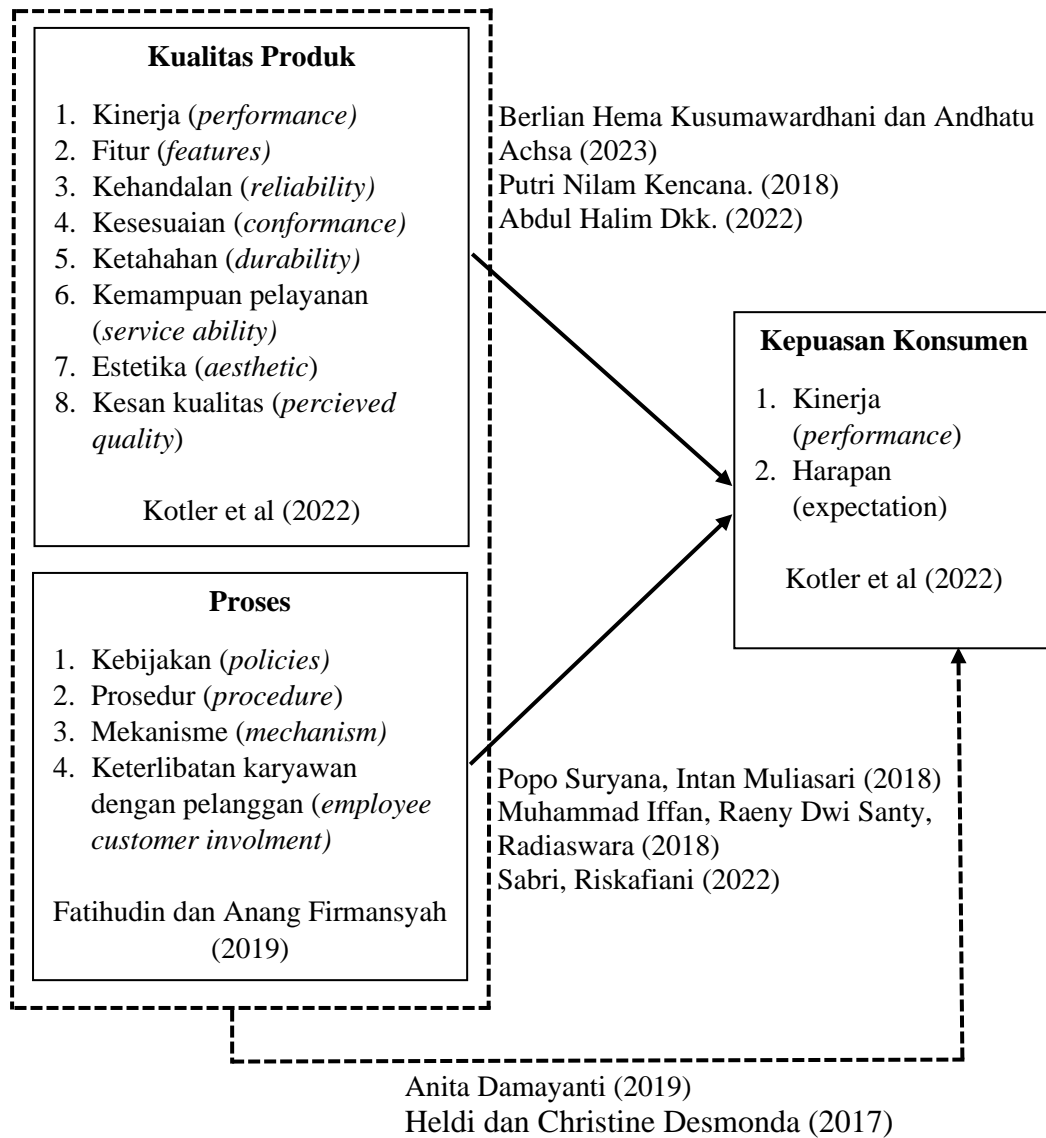 Kualitas Produk
1. Kinerja (performance)
2. Fitur (features)
3. Kehandalan (reliability)
4. Kesesuaian (conformance)
5. Ketahahan (durability)
6. Kemampuan pelayanan
(service ability)
7. Estetika (aesthetic)
8. Kesan kualitas (percieved
quality)
Kotler et al (2022)
Berlian Hema Kusumawardhani dan Andhatu
Achsa (2023)
Putri Nilam Kencana. (2018)
Abdul Halim Dkk. (2022)
Kepuasan Konsumen
1. Kinerja
(performance)
2. Harapan
(expectation)
Kotler et al (2022)
Proses
1. Kebijakan (policies)
2. Prosedur (procedure)
3. Mekanisme (mechanism)
4. Keterlibatan karyawan
dengan pelanggan (employee
customer involment)
Fatihudin dan Anang Firmansyah
(2019)
Popo Suryana, Intan Muliasari (2018)
Muhammad Iffan, Raeny Dwi Santy,
Radiaswara (2018)
Sabri, Riskafiani (2022)
Anita Damayanti (2019)
Heldi dan Christine Desmonda (2017)